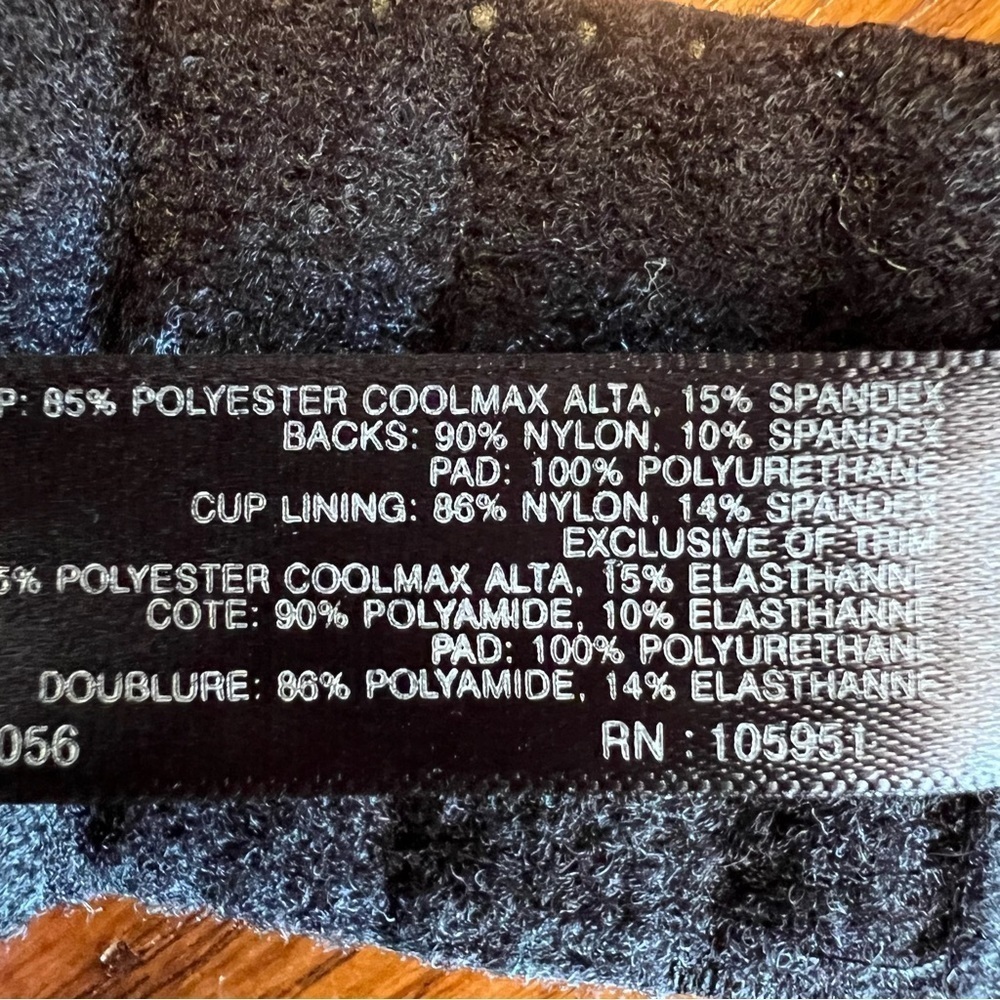 P: 85% POLYESTER COOLMAX ALTA, 15% SPANDEX
BACKS: 90% NYLON, 10% SPANDEX
PAD: 100% POLYURETHANE
CUP LINING: 86% NYLON, 14% SPANDEX
EXCLUSIVE OF TRIM
5% POLYESTER COOLMAX ALTA, 15% ELASTHANNE
COTE: 90% POLYAMIDE, 10% ELASTHANNE
PAD: 100% POLYURETHANE
DOUBLURE: 86% POLYAMIDE, 14% ELASTHANNE
056 RN : 105951